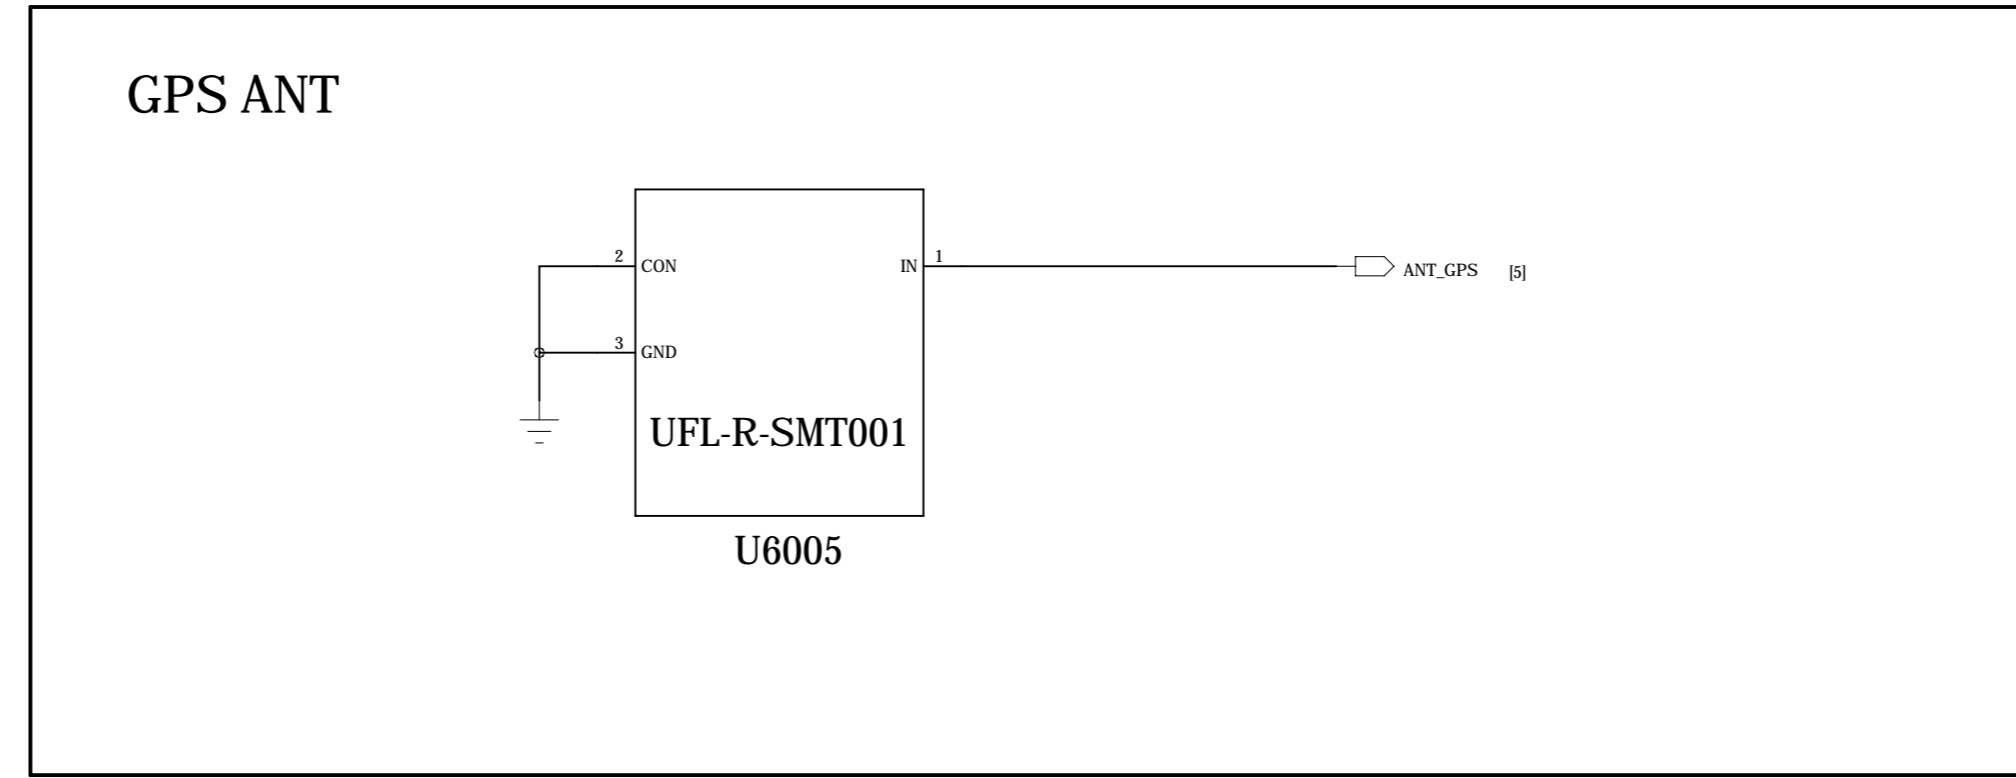 GPS ANT
2 CON IN 1 ANT_GPS [5]
3 GND
UFL-R-SMT001
U6005